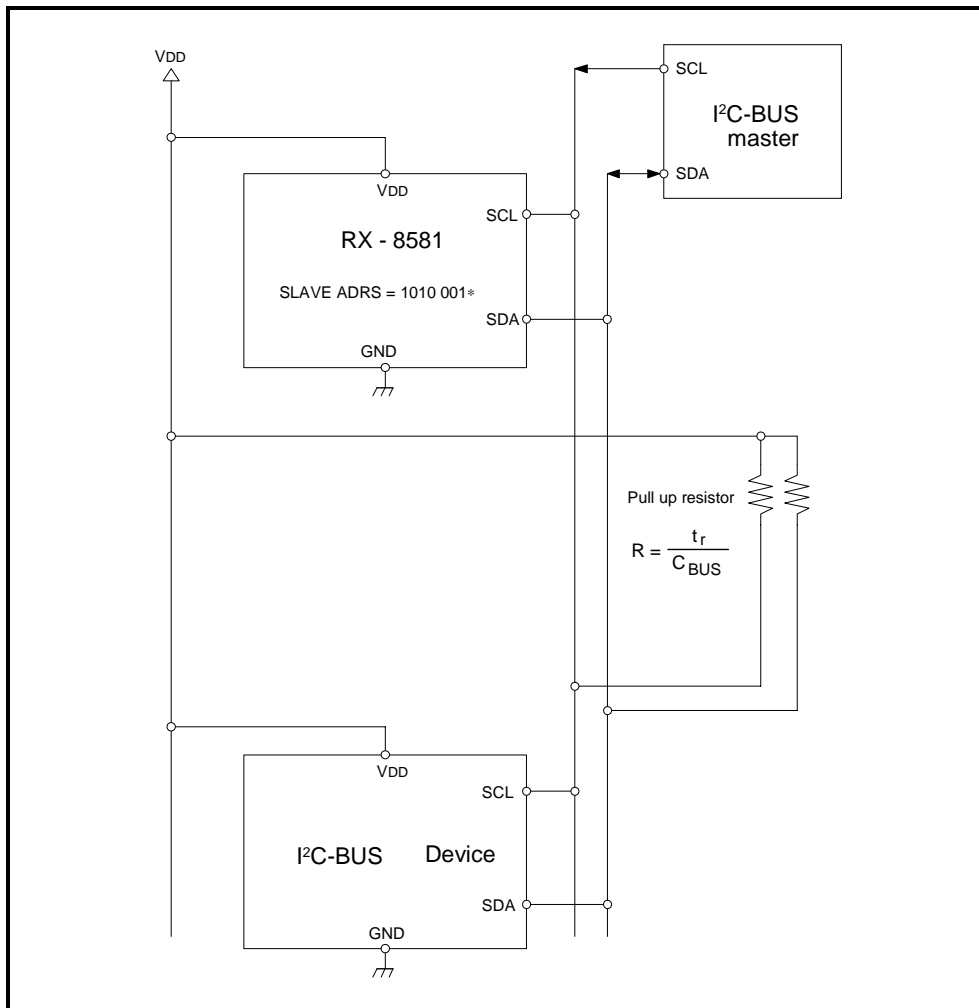 VDD
SCL
I²C-BUS
master
SDA
VDD
SCL
RX - 8581
SLAVE ADRS = 1010 001*
SDA
GND
Pull up resistor
R = tr / CBUS
VDD
SCL
I²C-BUS Device
SDA
GND